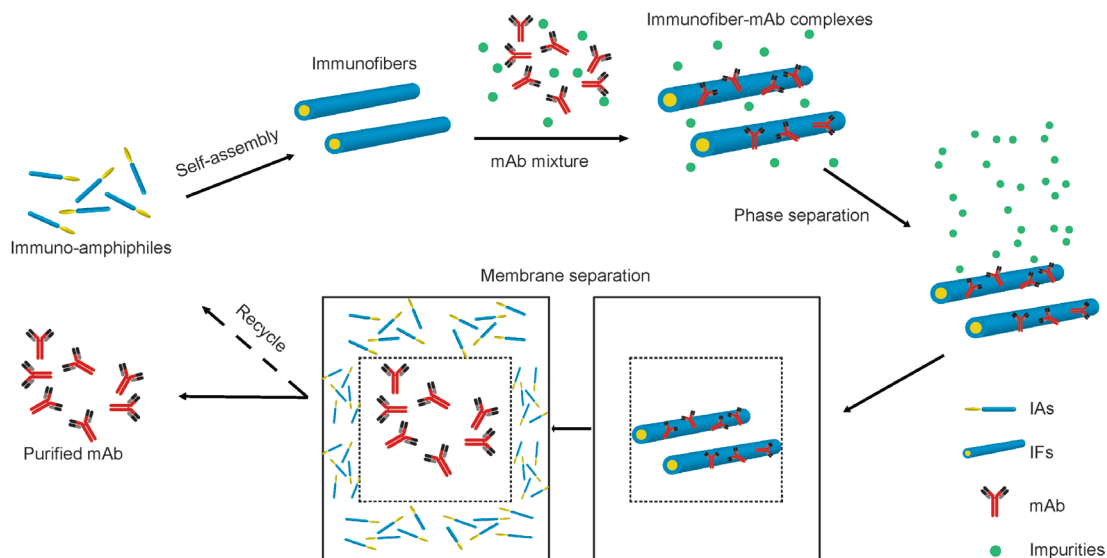 Immunofibers
Immunofiber-mAb complexes
Self-assembly
mAb mixture
Immuno-amphiphiles
Phase separation
Membrane separation
Recycle
Purified mAb
IAs
IFs
mAb
Impurities